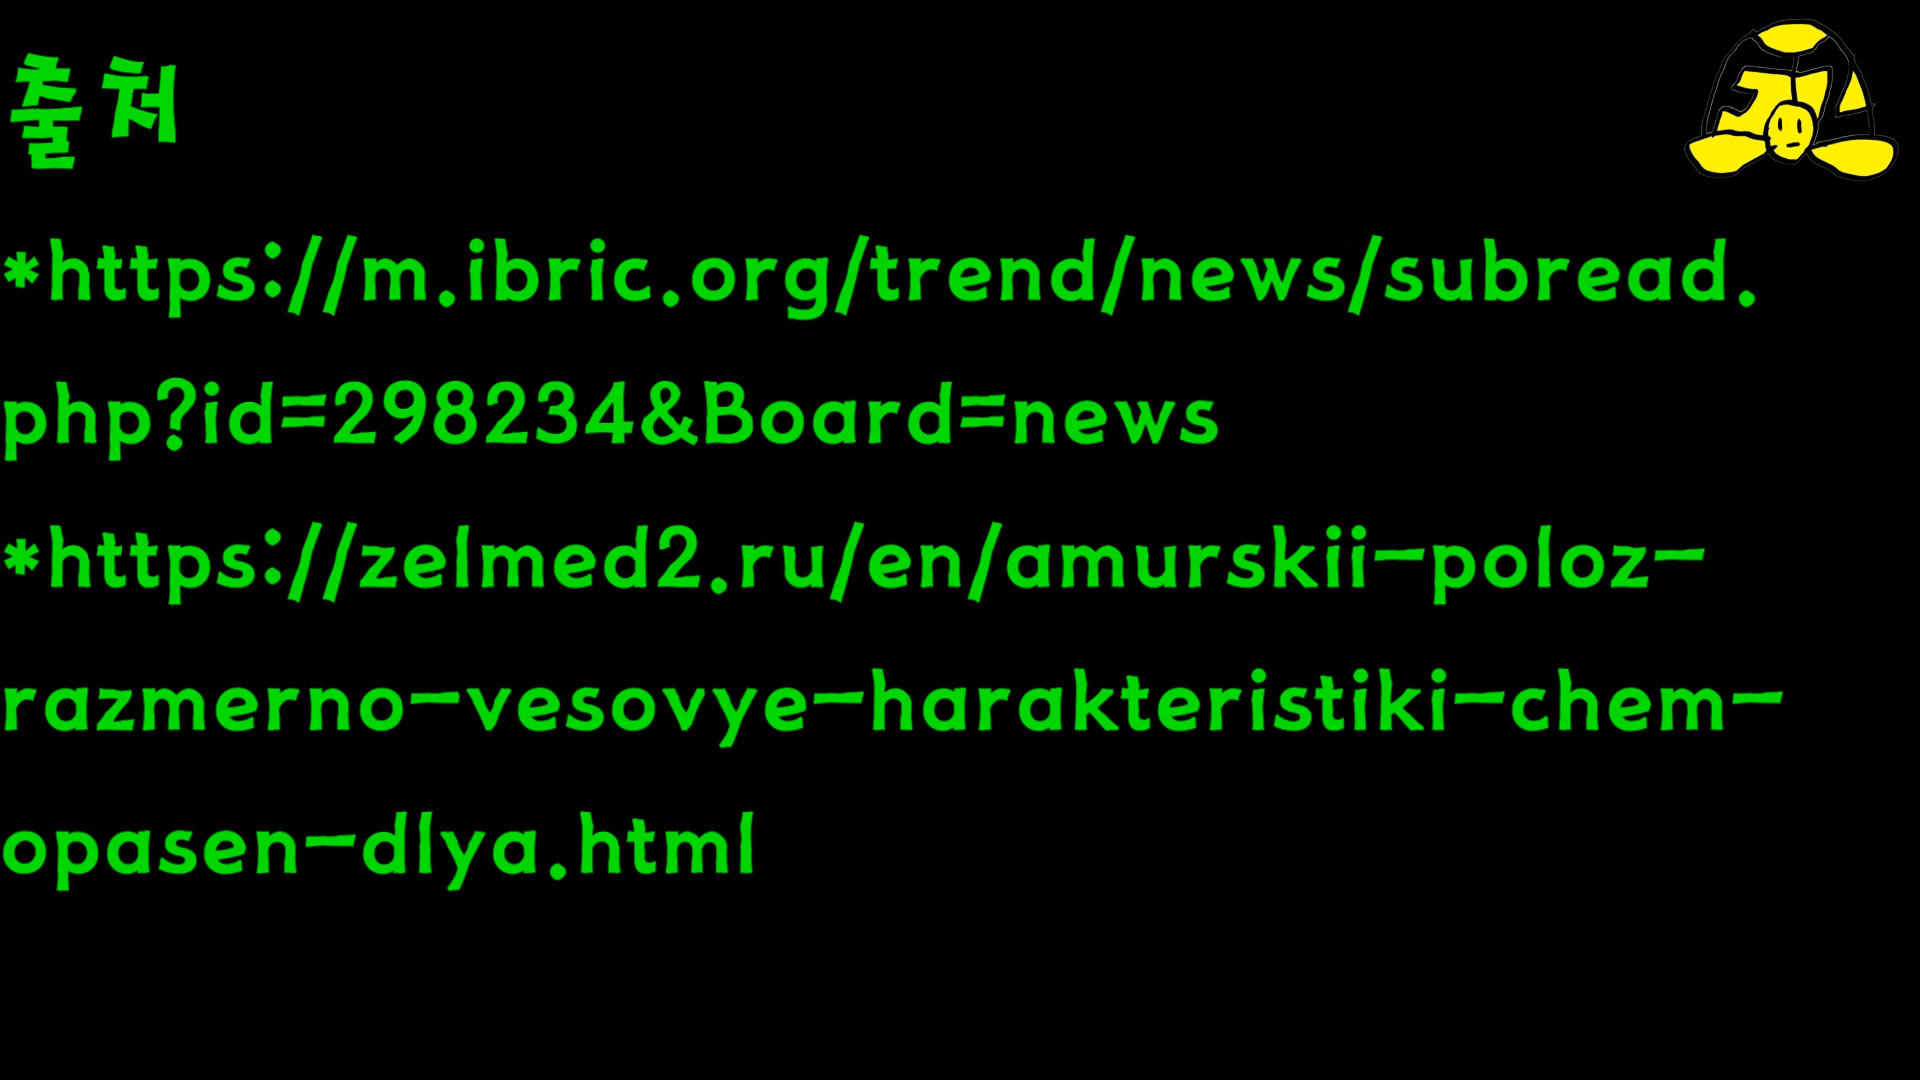 출처
*https://m.ibric.org/trend/news/subread.
php?id=298234&Board=news
*https://zelmed2.ru/en/amurskii-poloz-
razmerno-vesovye-harakteristiki-chem-
opasen-dlya.html